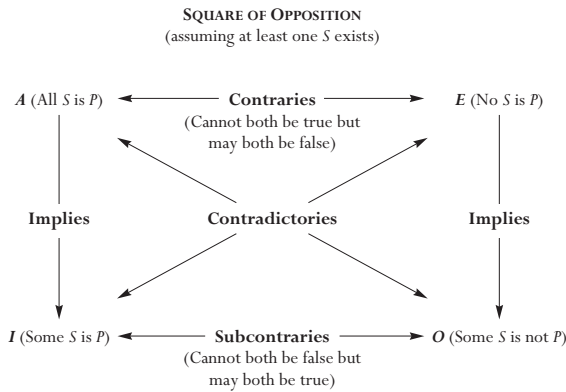 SQUARE OF OPPOSITION
(assuming at least one S exists)
A (All S is P)
Contraries
E (No S is P)
(Cannot both be true but
may both be false)
Implies
Contradictories
Implies
I (Some S is P)
Subcontraries
O (Some S is not P)
(Cannot both be false but
may both be true)